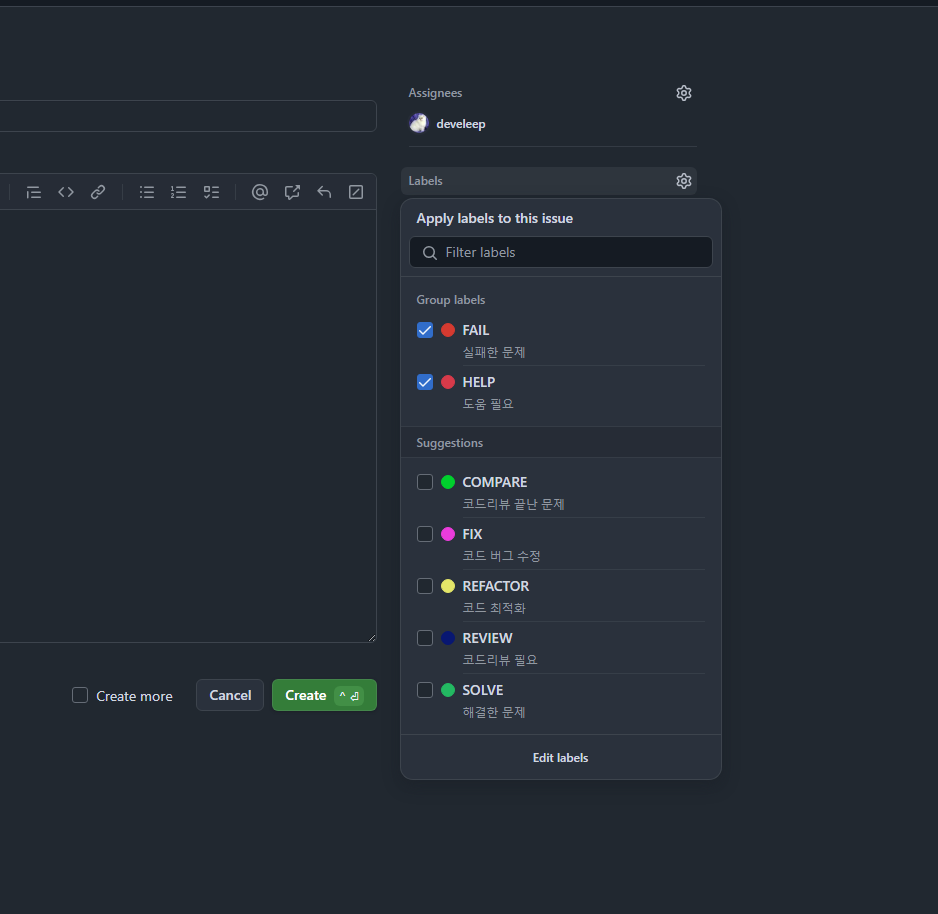 Assignees
develeep
Labels
Apply labels to this issue
Filter labels
Group labels
FAIL
실패한 문제
HELP
도움 필요
Suggestions
COMPARE
코드리뷰 끝난 문제
FIX
코드 버그 수정
REFACTOR
코드 최적화
REVIEW
코드리뷰 필요
SOLVE
해결한 문제
Edit labels
Create more
Cancel
Create ^ ⏎